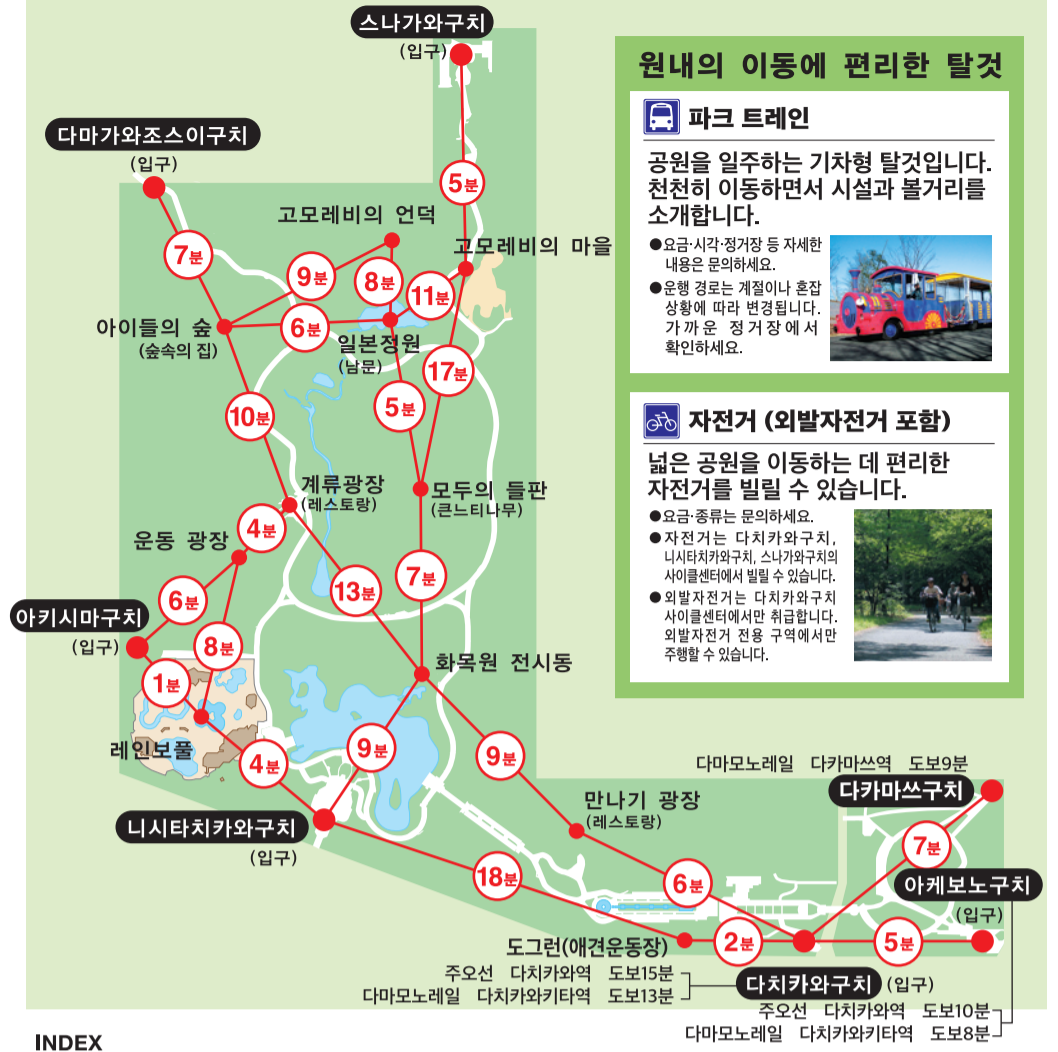 스나가와구치
(입구)
다마가와조스이구치
(입구)
5분
고모레비의 언덕
고모레비의 마을
7분
9분
8분
11분
6분
아이들의 숲
(숲속의 집)
일본정원
(남문)
17분
10분
5분
계류광장
(레스토랑)
모두의 들판
(큰느티나무)
4분
운동 광장
13분
7분
6분
아키시마구치
(입구)
8분
1분
화목원 전시동
레인보풀
4분
9분
9분
니시타치카와구치
(입구)
만나기 광장
(레스토랑)
18분
6분
다마모노레일 다카마쓰역 도보9분
다카마쓰구치
7분
아케보노구치
(입구)
도그런(애견운동장)
2분
5분
주오선 다치카와역 도보15분
다마모노레일 다치카와키타역 도보13분
다치카와구치 (입구)
주오선 다치카와역 도보10분
다마모노레일 다치카와키타역 도보8분
원내의 이동에 편리한 탈것
파크 트레인
공원을 일주하는 기차형 탈것입니다.
천천히 이동하면서 시설과 볼거리를
소개합니다.
●요금·시각·정거장 등 자세한
내용은 문의하세요.
●운행 경로는 계절이나 혼잡
상황에 따라 변경됩니다.
가까운 정거장에서
확인하세요.
자전거 (외발자전거 포함)
넓은 공원을 이동하는 데 편리한
자전거를 빌릴 수 있습니다.
●요금·종류는 문의하세요.
●자전거는 다치카와구치,
니시타치카와구치, 스나가와구치의
사이클센터에서 빌릴 수 있습니다.
●외발자전거는 다치카와구치
사이클센터에서만 취급합니다.
외발자전거 전용 구역에서만
주행할 수 있습니다.
INDEX